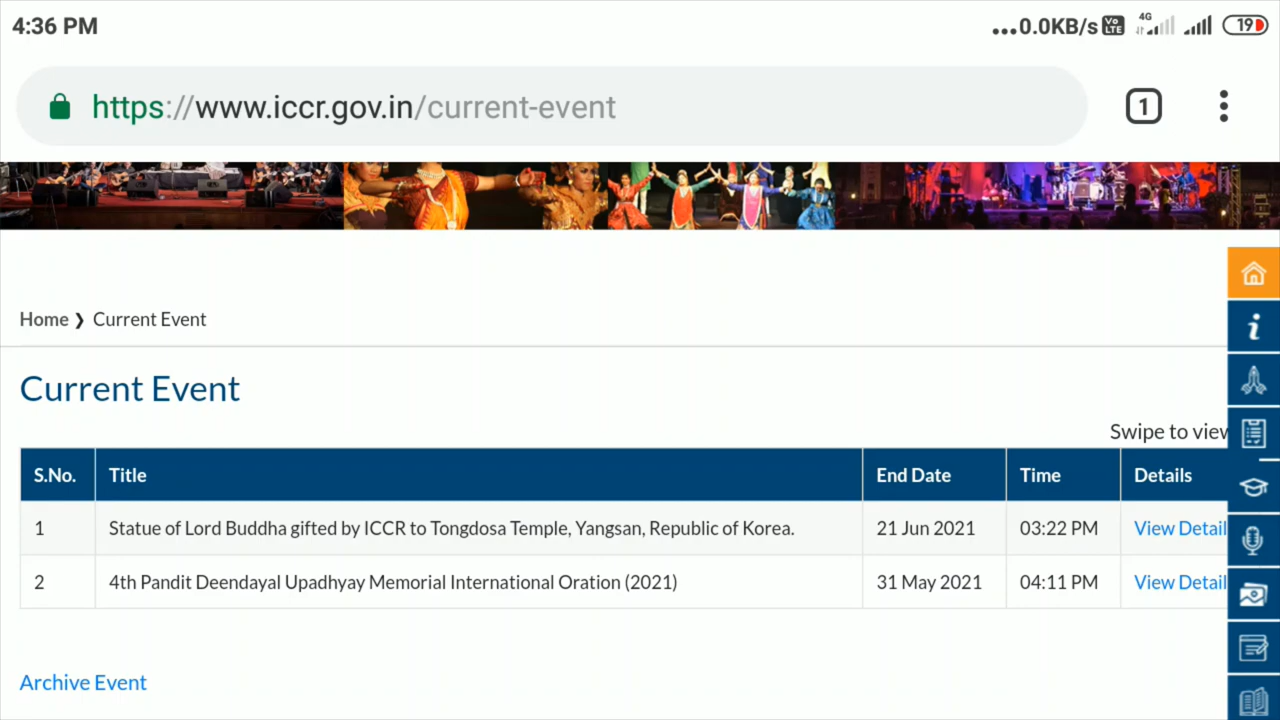 4:36 PM
...0.0KB/s Vo LTE 4G 19
https://www.iccr.gov.in/current-event
1
Home ❯ Current Event
Current Event
Swipe to view
S.No. Title End Date Time Details
1 Statue of Lord Buddha gifted by ICCR to Tongdosa Temple, Yangsan, Republic of Korea. 21 Jun 2021 03:22 PM View Detail
2 4th Pandit Deendayal Upadhyay Memorial International Oration (2021) 31 May 2021 04:11 PM View Detail
Archive Event